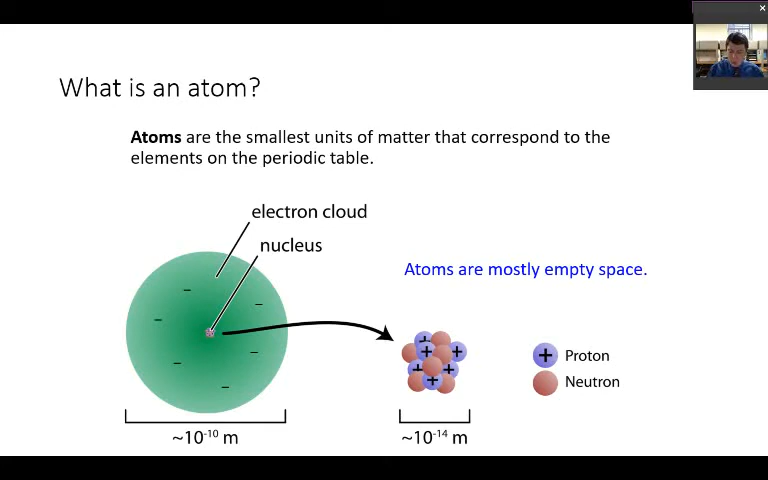 What is an atom?
Atoms are the smallest units of matter that correspond to the
elements on the periodic table.
electron cloud
nucleus
Atoms are mostly empty space.
+ Proton
Neutron
~10⁻¹⁰ m
~10⁻¹⁴ m